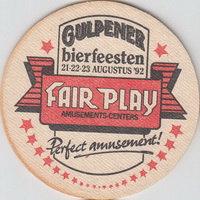 GULPENER
bierfeesten
21-22-23 AUGUSTUS '92
FAIR PLAY
AMUSEMENTS-CENTERS
Perfect amusement!